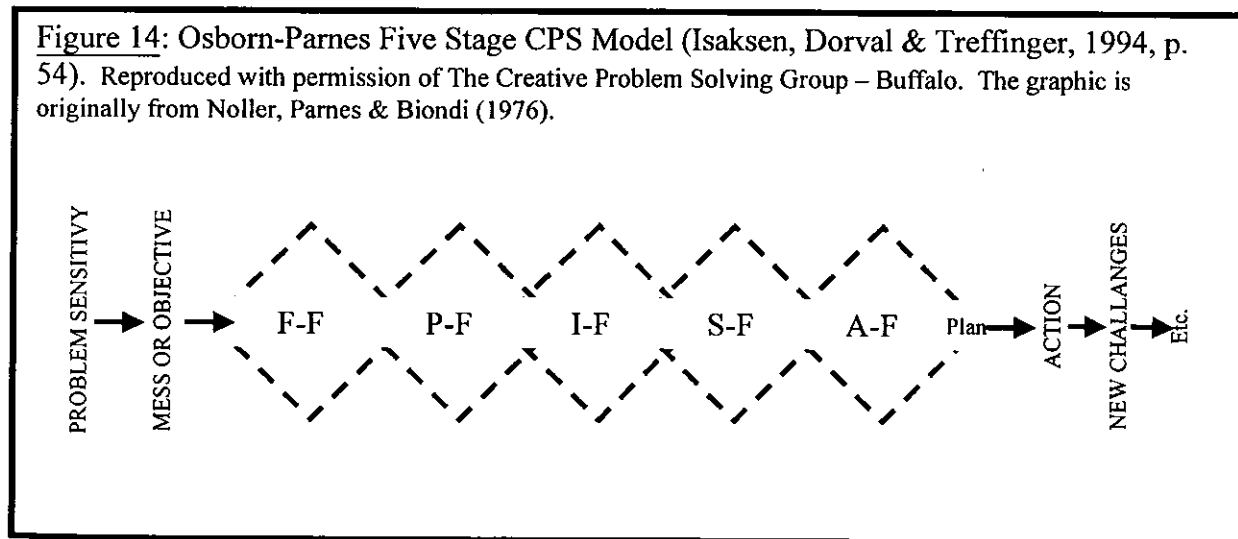 Figure 14: Osborn-Parnes Five Stage CPS Model (Isaksen, Dorval & Treffinger, 1994, p.
54). Reproduced with permission of The Creative Problem Solving Group – Buffalo. The graphic is
originally from Noller, Parnes & Biondi (1976).
PROBLEM SENSITIVY
MESS OR OBJECTIVE
F-F
P-F
I-F
S-F
A-F
Plan
ACTION
NEW CHALLANGES
Etc.